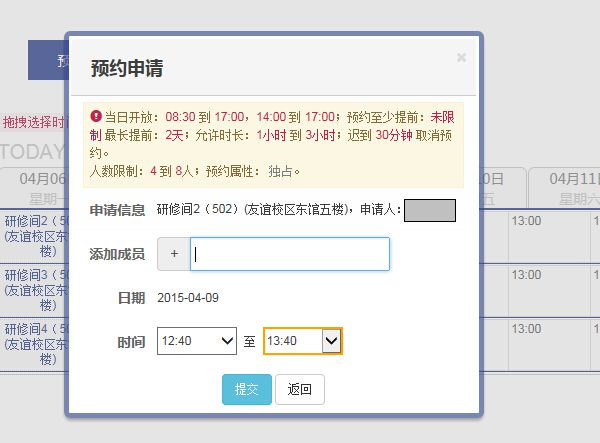 预约申请
×
当日开放：08:30 到 17:00，14:00 到 17:00；预约至少提前：未限
制 最长提前：2天；允许时长：1小时 到 3小时；迟到 30分钟 取消预
约。
人数限制：4 到 8人；预约属性： 独占。
申请信息 研修间2（502）(友谊校区东馆五楼)，申请人：
添加成员 +
日期 2015-04-09
时间 12:40 至 13:40
提交 返回
拖拽选择时
TODAY
04月06
星期一
0日
五
04月11
星期六
研修间2（50
(友谊校区东
楼)
13:00
研修间3（50
(友谊校区东
楼)
13:00
研修间4（50
(友谊校区东
楼)
13:00